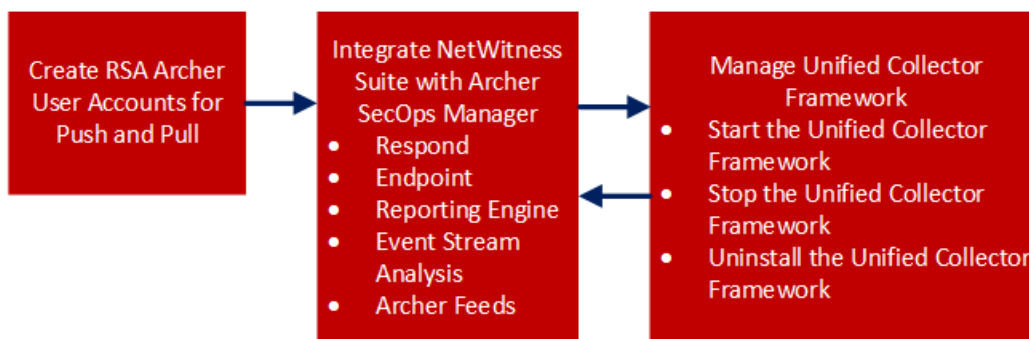 Create RSA Archer
User Accounts for
Push and Pull
Integrate NetWitness
Suite with Archer
SecOps Manager
• Respond
• Endpoint
• Reporting Engine
• Event Stream
Analysis
• Archer Feeds
Manage Unified Collector
Framework
• Start the Unified Collector
Framework
• Stop the Unified Collector
Framework
• Uninstall the Unified Collector
Framework